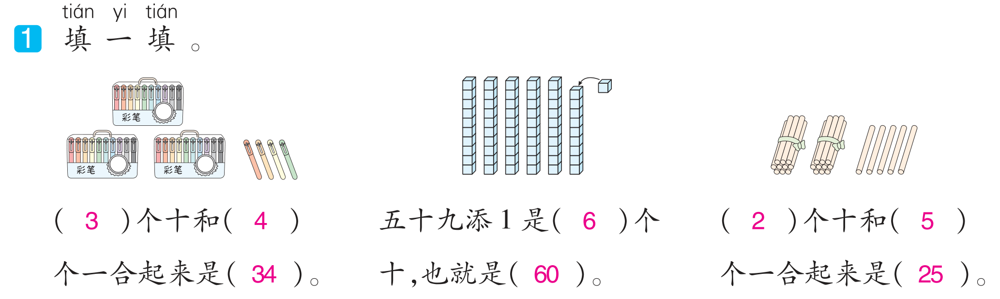 tián yi tián
1 填一填。
彩笔
彩笔 彩笔
( 3 )个十和( 4 )
个一合起来是( 34 )。
五十九添1是( 6 )个
十,也就是( 60 )。
( 2 )个十和( 5 )
个一合起来是( 25 )。